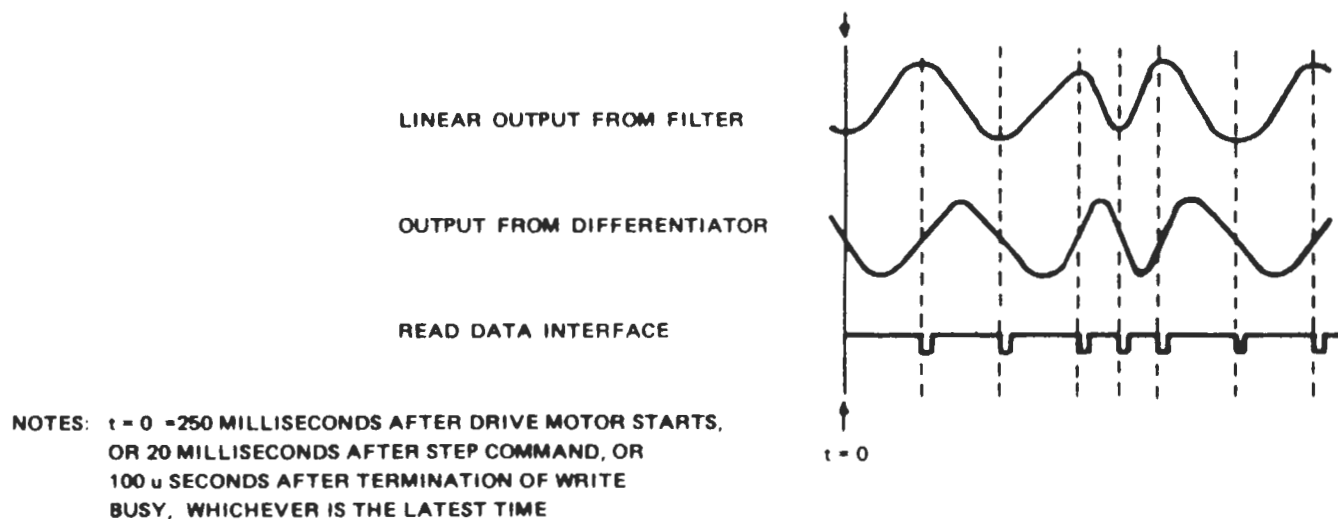 LINEAR OUTPUT FROM FILTER
OUTPUT FROM DIFFERENTIATOR
READ DATA INTERFACE
t = 0
NOTES: t = 0 =250 MILLISECONDS AFTER DRIVE MOTOR STARTS,
OR 20 MILLISECONDS AFTER STEP COMMAND, OR
100 u SECONDS AFTER TERMINATION OF WRITE
BUSY, WHICHEVER IS THE LATEST TIME